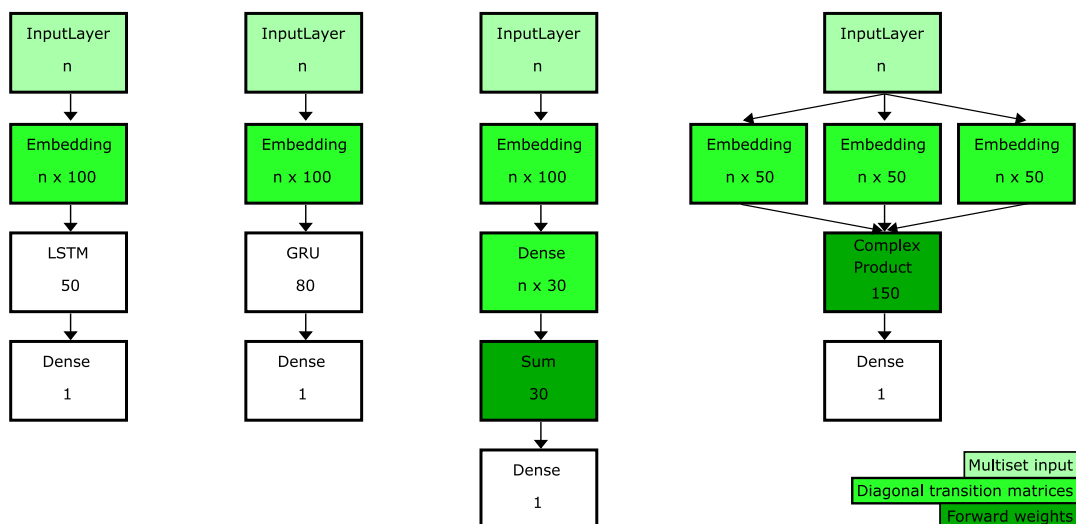 InputLayer
n
Embedding
n x 100
LSTM
50
Dense
1
InputLayer
n
Embedding
n x 100
GRU
80
Dense
1
InputLayer
n
Embedding
n x 100
Dense
n x 30
Sum
30
Dense
1
InputLayer
n
Embedding
n x 50
Embedding
n x 50
Embedding
n x 50
Complex
Product
150
Dense
1
Multiset input
Diagonal transition matrices
Forward weights